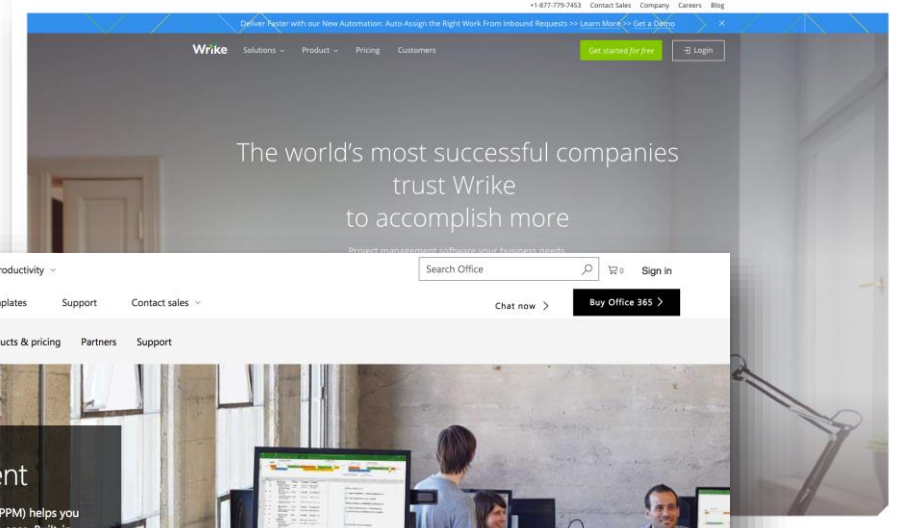 +1-877-779-7453 Contact Sales Company Careers Blog
Deliver Faster with our New Automation: Auto-Assign the Right Work From Inbound Requests >> Learn More >> Get a Demo ×
Wrike Solutions Product Pricing Customers Get started for free Login
The world's most successful companies
trust Wrike
to accomplish more
Project management software your business needs
roductivity Search Office 0 Sign in
plates Support Contact sales Chat now > Buy Office 365 >
ucts & pricing Partners Support
ent
PPM) helps you